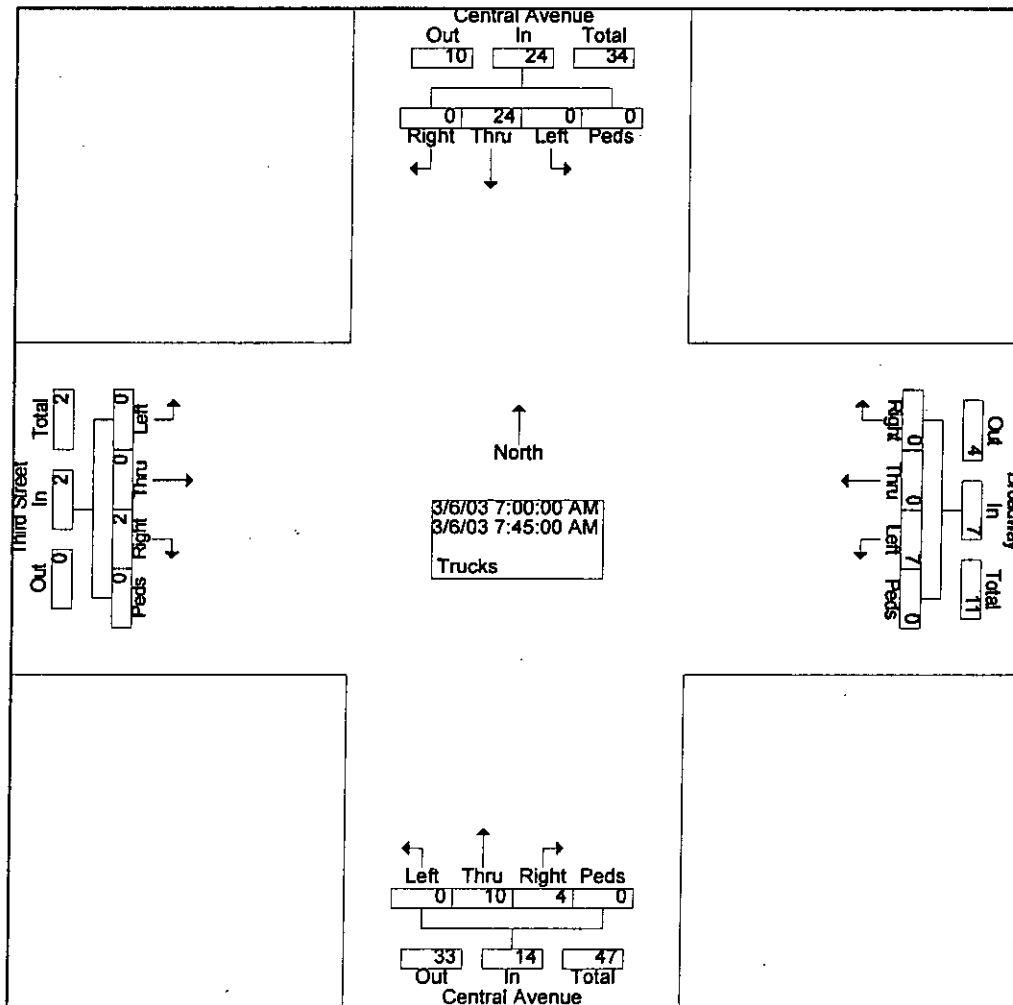 Central Avenue
Out In Total
10 24 34
0 24 0 0
Right Thru Left Peds
Third Street
Total In Out
2 2 0
0 0 2 0
Left Thru Right Peds
North
3/6/03 7:00:00 AM
3/6/03 7:45:00 AM
Trucks
Right Thru Left Peds
0 0 7 0
Out In Total
4 7 11
Left Thru Right Peds
0 10 4 0
33 14 47
Out In Total
Central Avenue